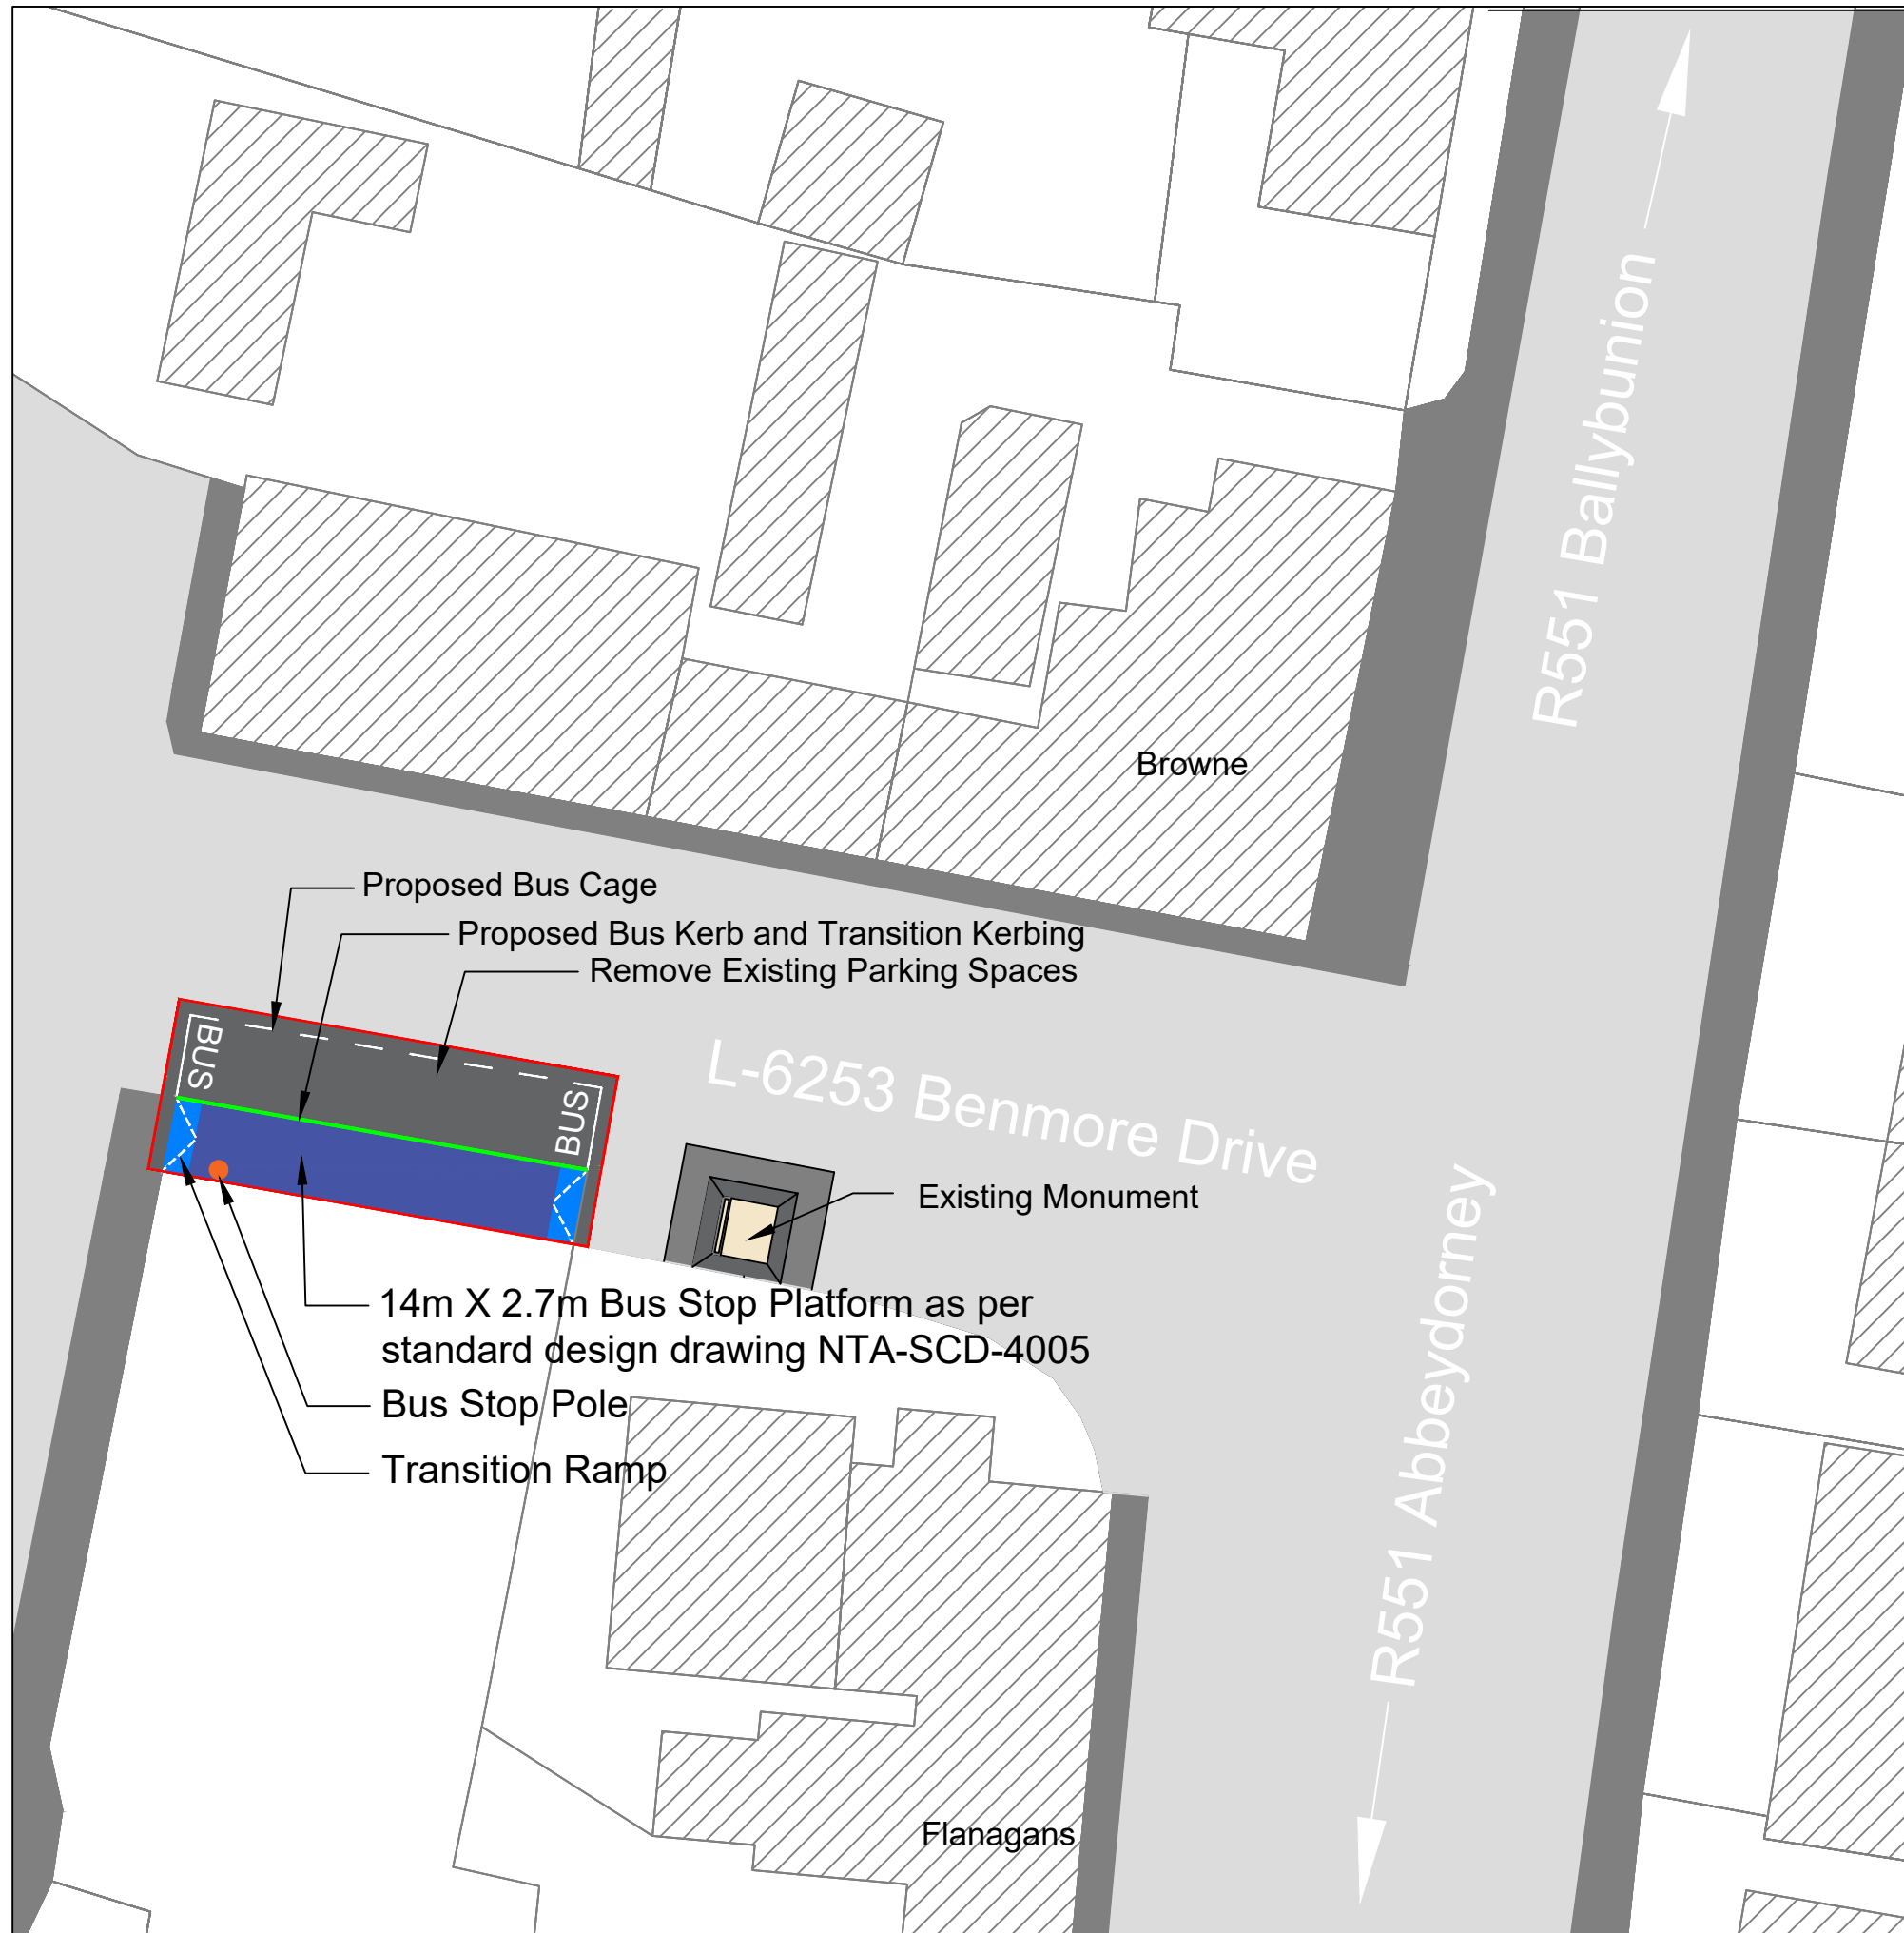 R551 Ballybunion
Browne
Proposed Bus Cage
Proposed Bus Kerb and Transition Kerbing
Remove Existing Parking Spaces
BUS
BUS
L-6253 Benmore Drive
Existing Monument
14m X 2.7m Bus Stop Platform as per
standard design drawing NTA-SCD-4005
Bus Stop Pole
Transition Ramp
R551 Abbeydorney
Flanagans